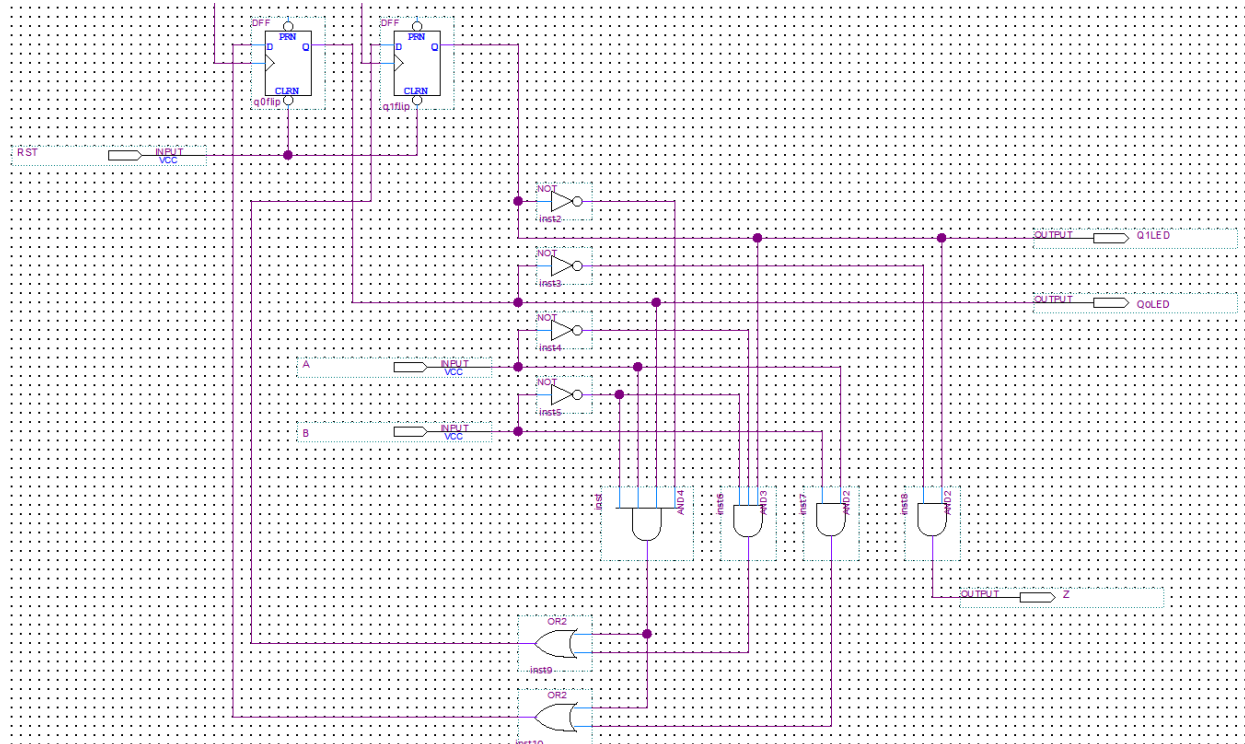 DFF
PRN
D
Q
CLRN
q0flip
DFF
PRN
D
Q
CLRN
q1flip
RST
INPUT
VCC
NOT
inst2
OUTPUT
Q1LED
NOT
inst3
OUTPUT
Q0LED
NOT
inst4
A
INPUT
VCC
NOT
inst5
B
INPUT
VCC
inst
AND4
inst6
AND3
inst7
AND2
inst8
AND2
OUTPUT
Z
OR2
inst9
OR2
inst10